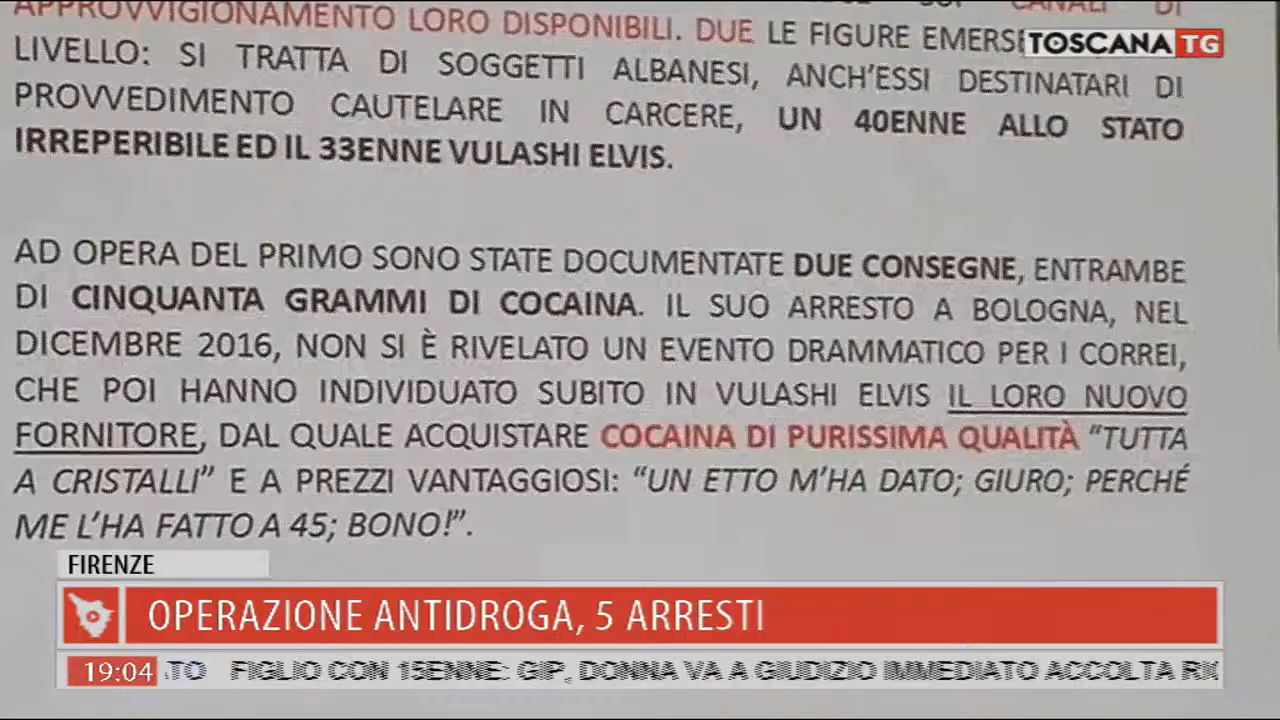 APPROVVIGIONAMENTO LORO DISPONIBILI. DUE LE FIGURE EMERSE
TOSCANA TG
LIVELLO: SI TRATTA DI SOGGETTI ALBANESI, ANCH'ESSI DESTINATARI DI
PROVVEDIMENTO CAUTELARE IN CARCERE, UN 40ENNE ALLO STATO
IRREPERIBILE ED IL 33ENNE VULASHI ELVIS.
AD OPERA DEL PRIMO SONO STATE DOCUMENTATE DUE CONSEGNE, ENTRAMBE
DI CINQUANTA GRAMMI DI COCAINA. IL SUO ARRESTO A BOLOGNA, NEL
DICEMBRE 2016, NON SI È RIVELATO UN EVENTO DRAMMATICO PER I CORREI,
CHE POI HANNO INDIVIDUATO SUBITO IN VULASHI ELVIS IL LORO NUOVO
FORNITORE, DAL QUALE ACQUISTARE COCAINA DI PURISSIMA QUALITÀ “TUTTA
A CRISTALLI” E A PREZZI VANTAGGIOSI: “UN ETTO M'HA DATO; GIURO; PERCHÉ
ME L'HA FATTO A 45; BONO!”.
FIRENZE
OPERAZIONE ANTIDROGA, 5 ARRESTI
19:04 TO FIGLIO CON 15ENNE: GIP, DONNA VA A GIUDIZIO IMMEDIATO ACCOLTA